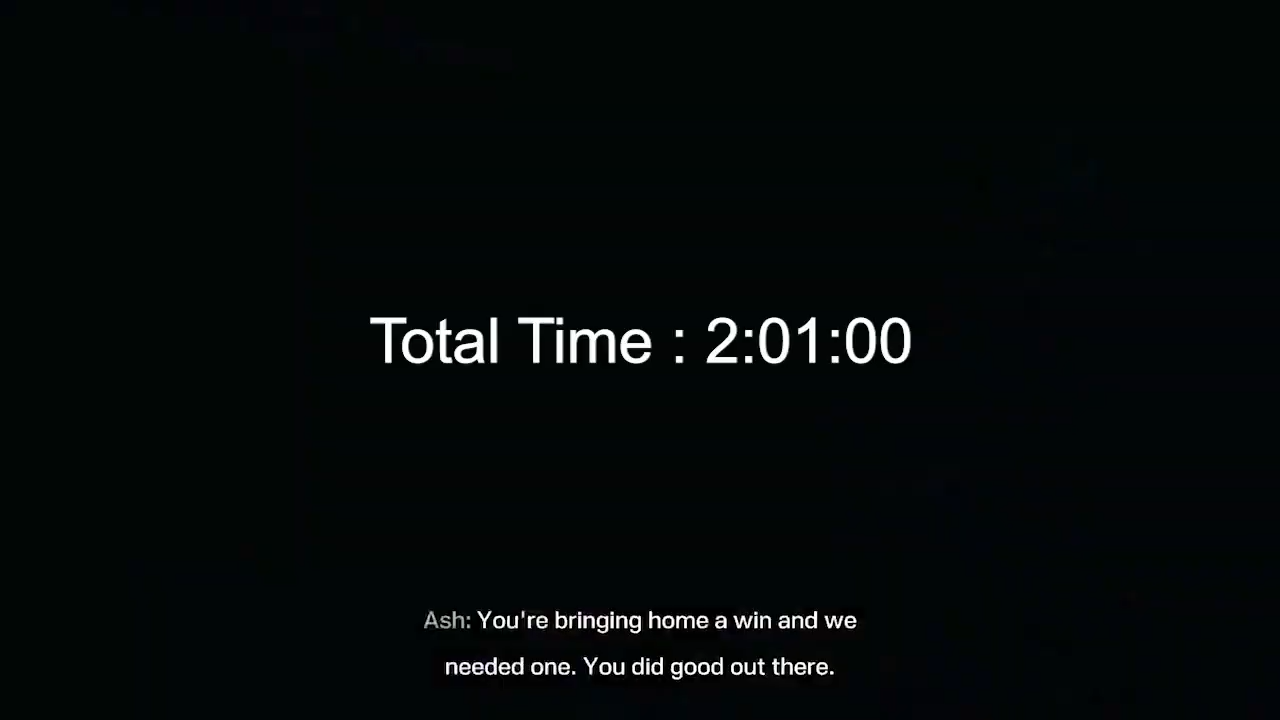 Total Time : 2:01:00
Ash: You're bringing home a win and we
needed one. You did good out there.